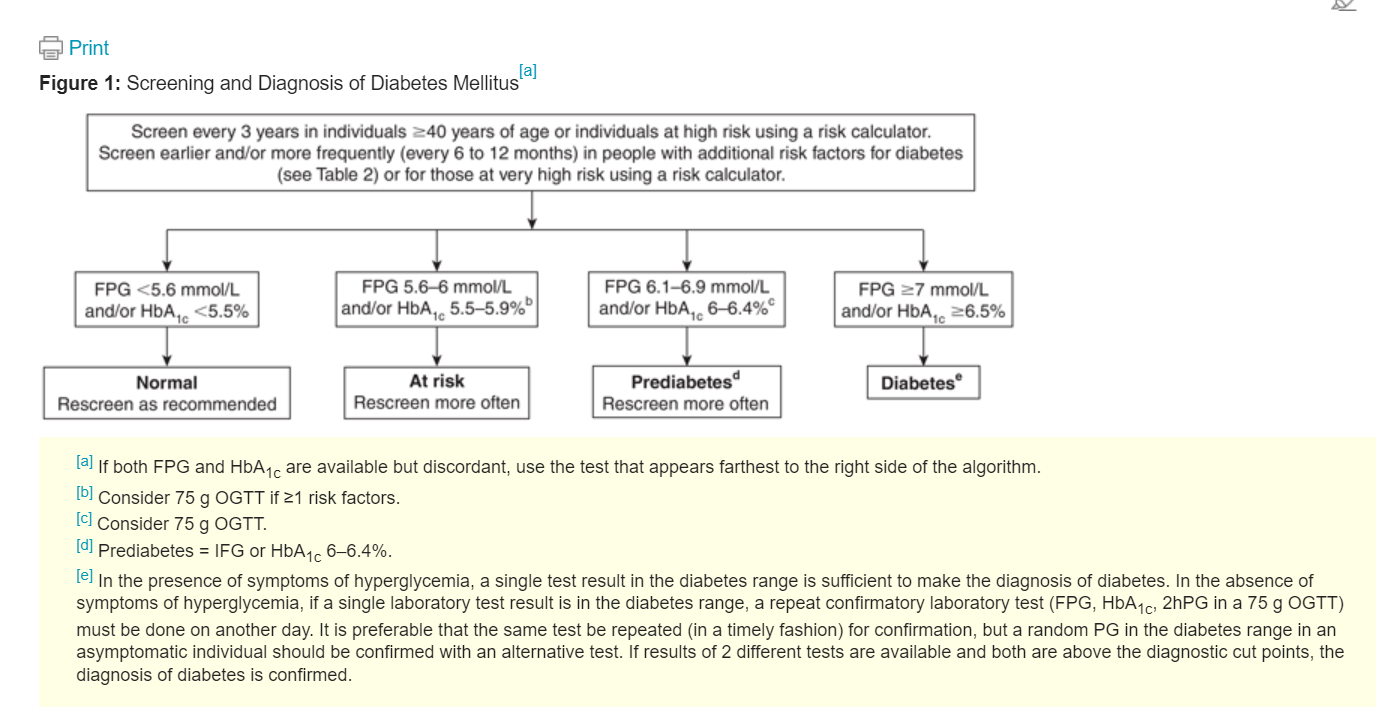 Print
Figure 1: Screening and Diagnosis of Diabetes Mellitus[a]
Screen every 3 years in individuals ≥40 years of age or individuals at high risk using a risk calculator.
Screen earlier and/or more frequently (every 6 to 12 months) in people with additional risk factors for diabetes
(see Table 2) or for those at very high risk using a risk calculator.
FPG <5.6 mmol/L
and/or HbA1c <5.5%
FPG 5.6–6 mmol/L
and/or HbA1c 5.5–5.9%b
FPG 6.1–6.9 mmol/L
and/or HbA1c 6–6.4%c
FPG ≥7 mmol/L
and/or HbA1c ≥6.5%
Normal
Rescreen as recommended
At risk
Rescreen more often
Prediabetesd
Rescreen more often
Diabetese
[a] If both FPG and HbA1c are available but discordant, use the test that appears farthest to the right side of the algorithm.
[b] Consider 75 g OGTT if ≥1 risk factors.
[c] Consider 75 g OGTT.
[d] Prediabetes = IFG or HbA1c 6–6.4%.
[e] In the presence of symptoms of hyperglycemia, a single test result in the diabetes range is sufficient to make the diagnosis of diabetes. In the absence of
symptoms of hyperglycemia, if a single laboratory test result is in the diabetes range, a repeat confirmatory laboratory test (FPG, HbA1c, 2hPG in a 75 g OGTT)
must be done on another day. It is preferable that the same test be repeated (in a timely fashion) for confirmation, but a random PG in the diabetes range in an
asymptomatic individual should be confirmed with an alternative test. If results of 2 different tests are available and both are above the diagnostic cut points, the
diagnosis of diabetes is confirmed.